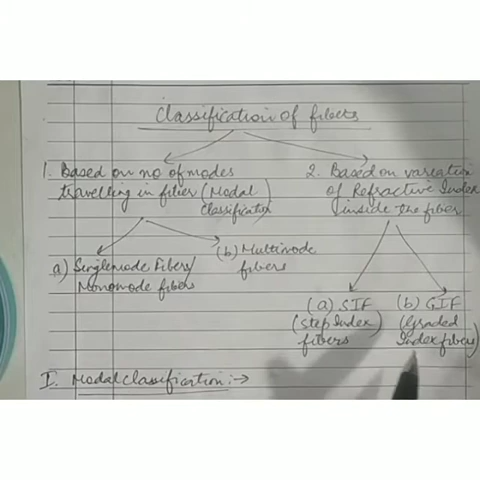 Classification of fibers
1. Based on no of modes
travelling in fiber (Modal
Classification)
a) Singlemode Fibers/
Monomode fibers
(b) Multimode
fibers
2. Based on variation
of Refractive Index
inside the fiber
(a) SIF
(Step Index)
fibers
(b) GIF
(Graded
Index fiber)
I. Modal classification :→